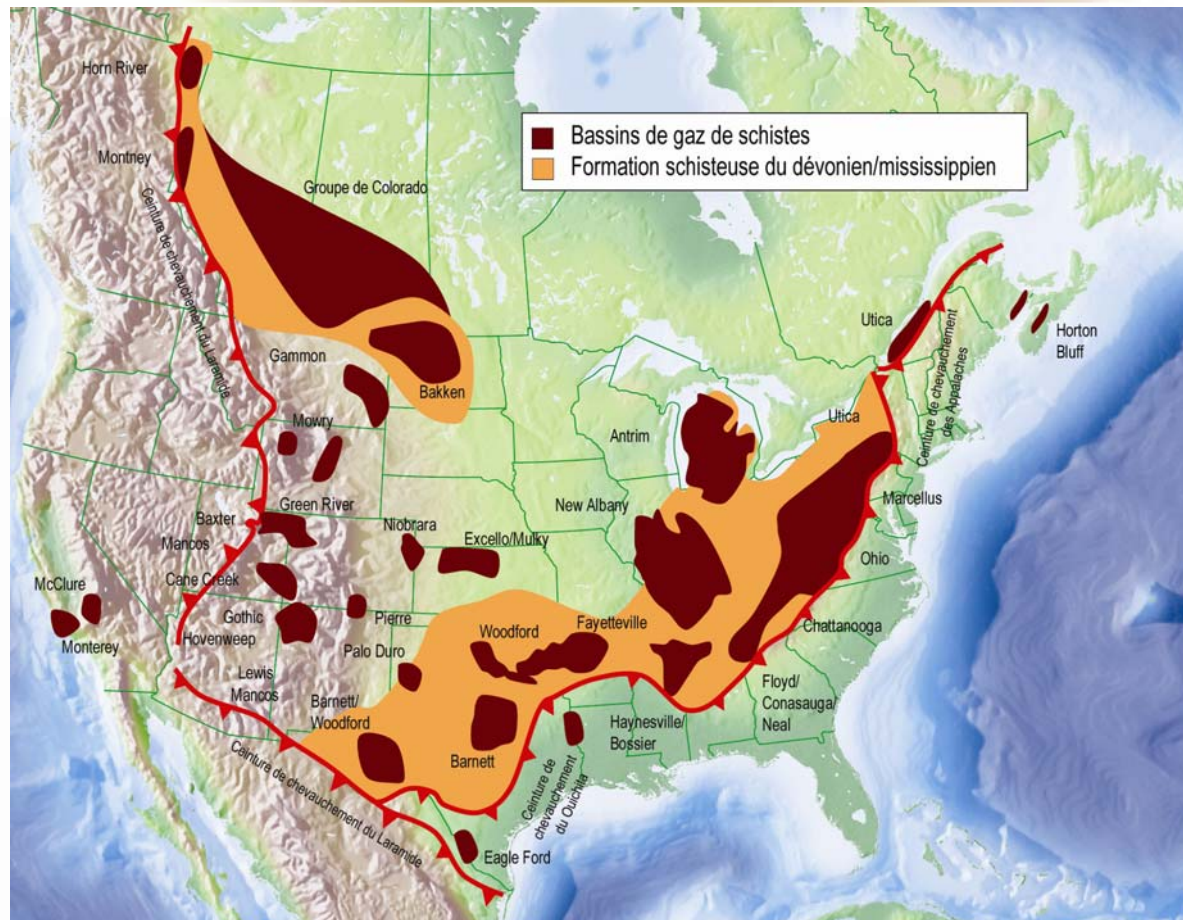 Horn River
Montney
Groupe de Colorado
Bassins de gaz de schistes
Formation schisteuse du dévonien/mississippien
Ceinture de chevauchement du Laramide
Gammon
Bakken
Mowry
Utica
Horton
Bluff
Ceinture de chevauchement
des Appalaches
Utica
Antrim
New Albany
Marcellus
Green River
Baxter
Mancos
Niobrara
Excello/Mulky
Cane Creek
McClure
Monterey
Gothic
Hovenweep
Pierre
Ohio
Chattanooga
Woodford
Fayetteville
Palo Duro
Lewis
Mancos
Barnett/
Woodford
Barnett
Floyd/
Conasauga/
Neal
Haynesville/
Bossier
Ceinture de chevauchement du Laramide
Ceinture de
chevauchement
du Ouichita
Eagle Ford